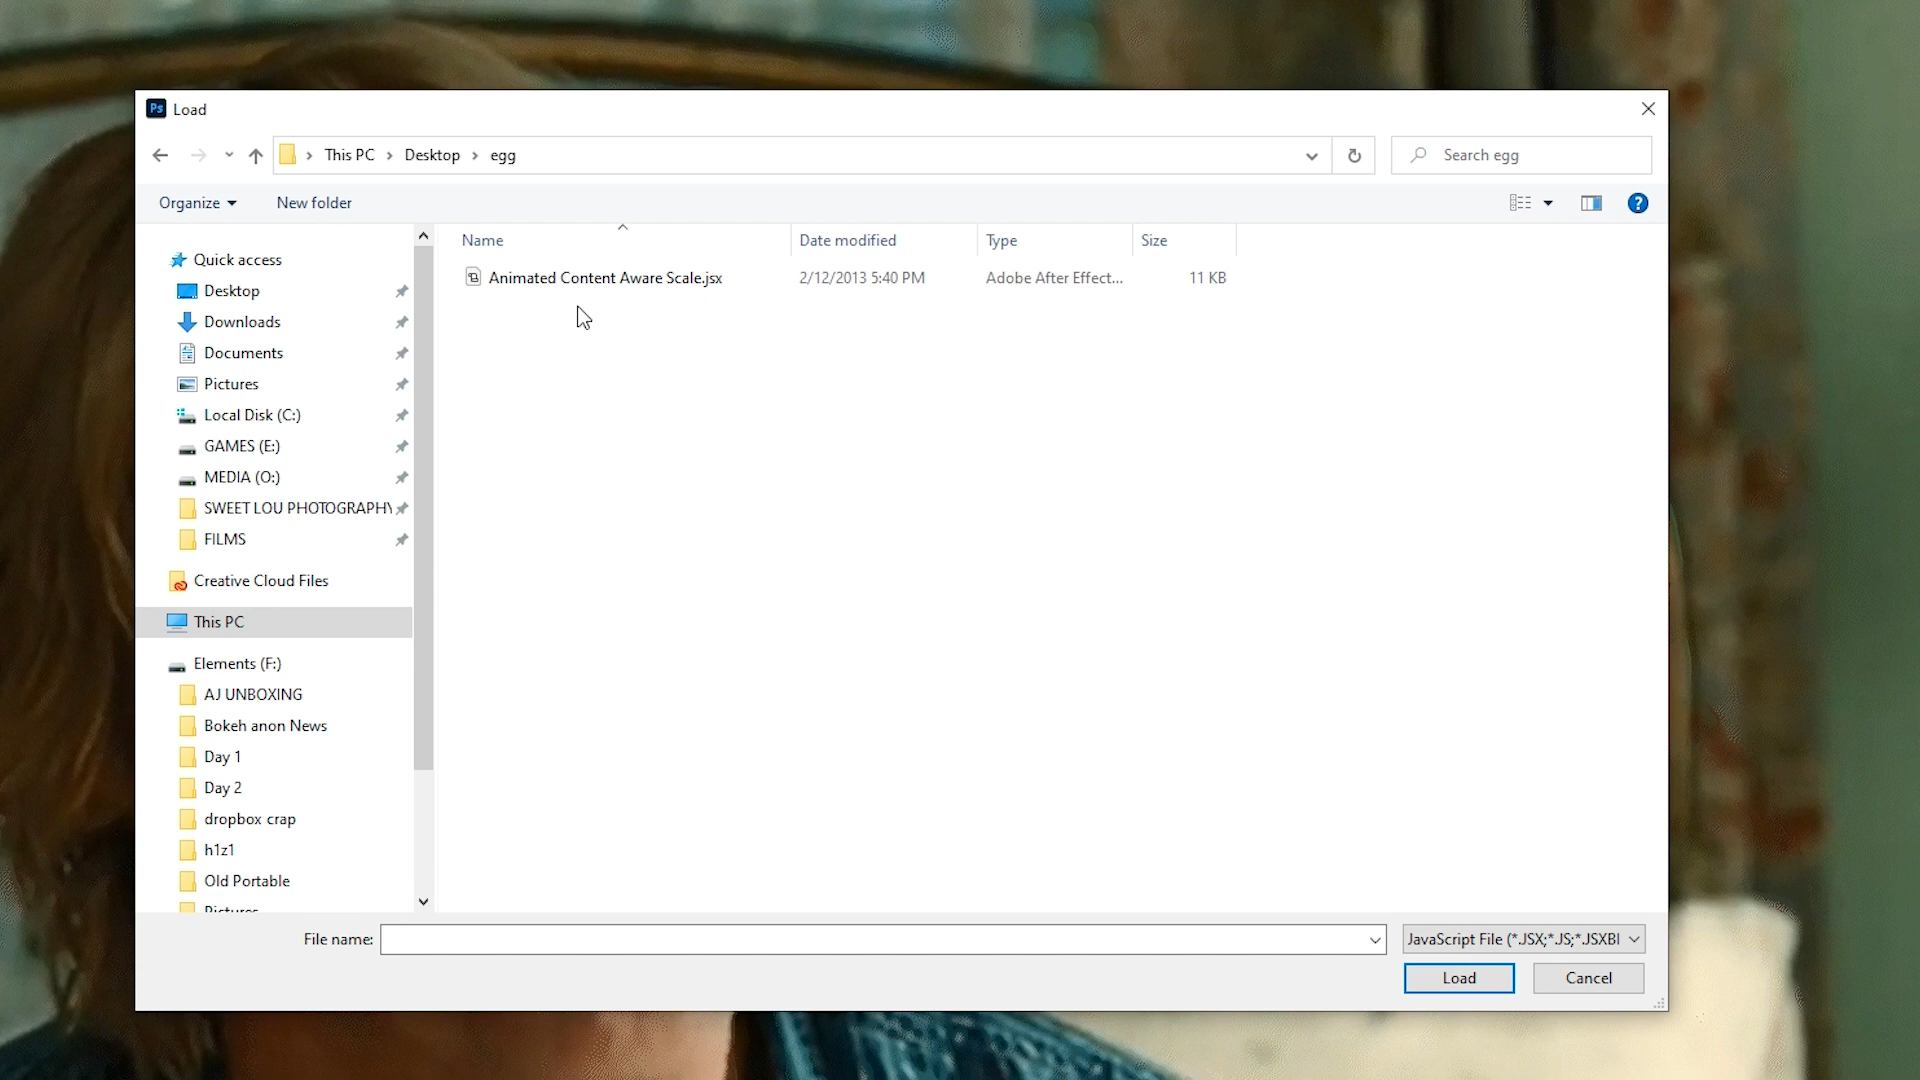 Ps Load
This PC > Desktop > egg
Search egg
Organize
New folder
?
Name
Date modified
Type
Size
Animated Content Aware Scale.jsx
2/12/2013 5:40 PM
Adobe After Effect...
11 KB
Quick access
Desktop
Downloads
Documents
Pictures
Local Disk (C:)
GAMES (E:)
MEDIA (O:)
SWEET LOU PHOTOGRAPHY
FILMS
Creative Cloud Files
This PC
Elements (F:)
AJ UNBOXING
Bokeh anon News
Day 1
Day 2
dropbox crap
h1z1
Old Portable
Pictures
File name:
JavaScript File (*.JSX;*.JS;*.JSXBI
Load
Cancel